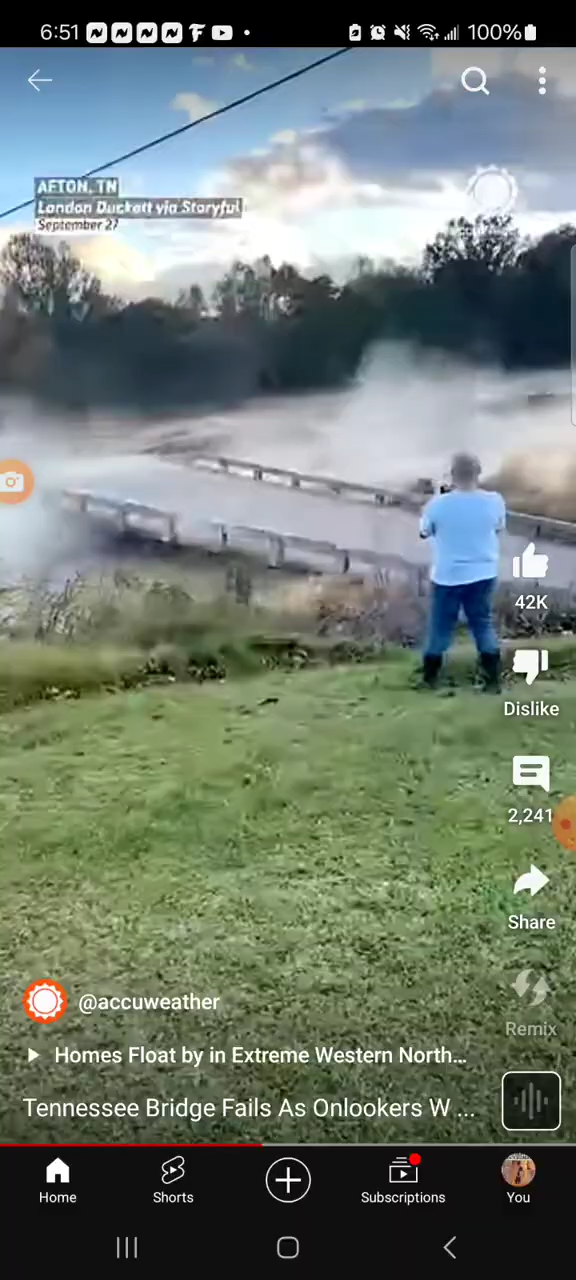 6:51
100%
AFTON, TN
London Duckett via Storyful
September 27
42K
Dislike
2,241
Share
Remix
@accuweather
Homes Float by in Extreme Western North...
Tennessee Bridge Fails As Onlookers W ...
Home
Shorts
Subscriptions
You